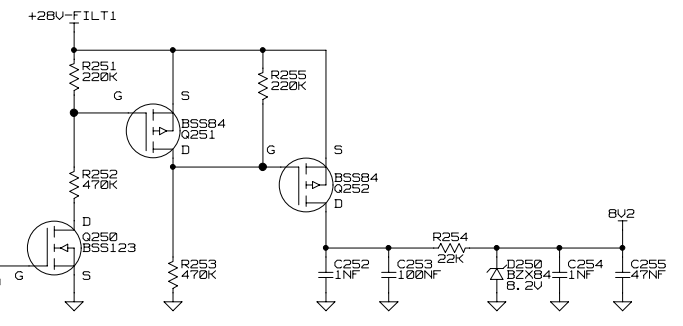 +28V-FILT1
R251
220K
G
S
BSS84
Q251
D
R255
220K
G
S
BSS84
Q252
D
R252
470K
D
Q250
BSS123
G
S
R253
470K
C252
1NF
C253
100NF
R254
22K
8V2
D250
BZX84
8.2V
C254
1NF
C255
47NF